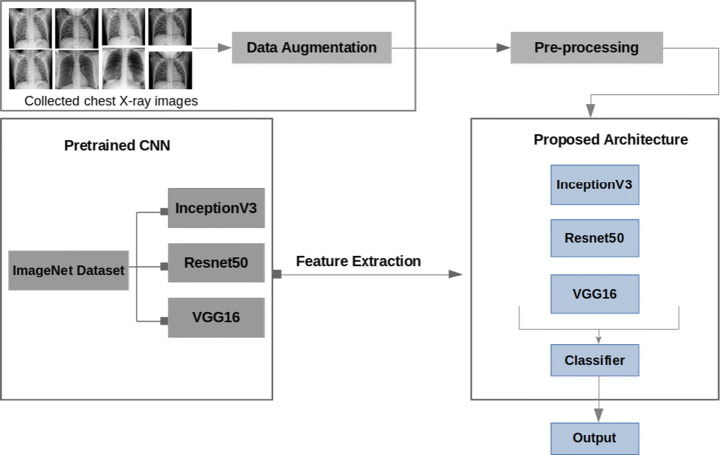 Data Augmentation
Pre-processing
Collected chest X-ray images
Pretrained CNN
InceptionV3
ImageNet Dataset
Resnet50
VGG16
Feature Extraction
Proposed Architecture
InceptionV3
Resnet50
VGG16
Classifier
Output